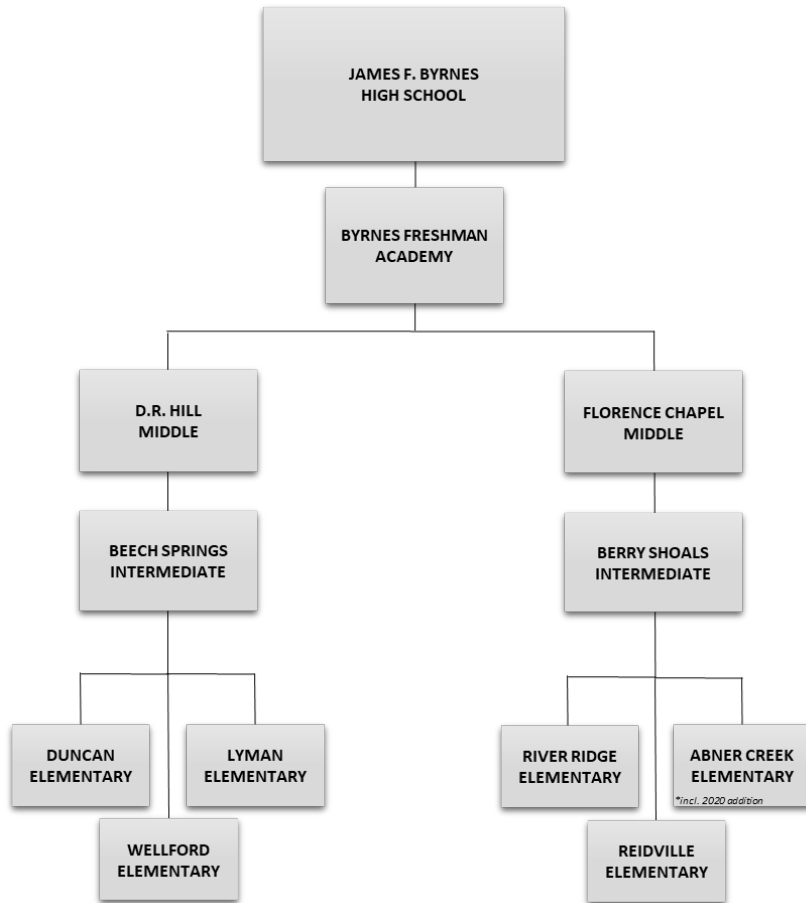 JAMES F. BYRNES
HIGH SCHOOL
BYRNES FRESHMAN
ACADEMY
D.R. HILL
MIDDLE
FLORENCE CHAPEL
MIDDLE
BEECH SPRINGS
INTERMEDIATE
BERRY SHOALS
INTERMEDIATE
DUNCAN
ELEMENTARY
LYMAN
ELEMENTARY
RIVER RIDGE
ELEMENTARY
ABNER CREEK
ELEMENTARY
*incl. 2020 addition
WELLFORD
ELEMENTARY
REIDVILLE
ELEMENTARY